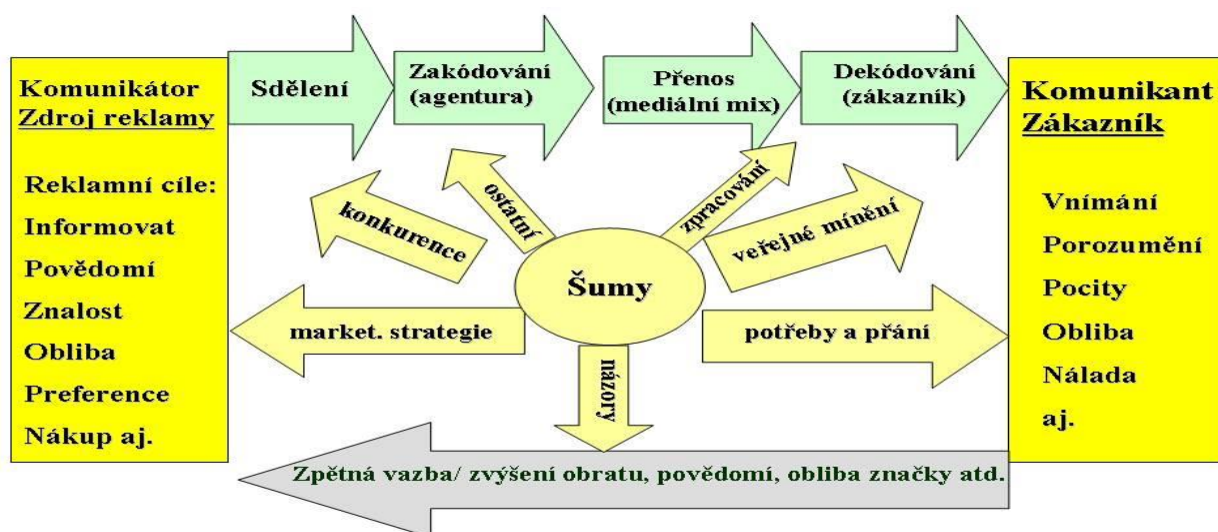 Komunikátor
Zdroj reklamy
Reklamní cíle:
Informovat
Povědomí
Znalost
Obliba
Preference
Nákup aj.
Sdělení
Zakódování
(agentura)
Přenos
(mediální mix)
Dekódování
(zákazník)
Komunikant
Zákazník
Vnímání
Porozumění
Pocity
Obliba
Nálada
aj.
konkurence
ostatní
zpracování
veřejné mínění
Šumy
market. strategie
potřeby a přání
názory
Zpětná vazba/ zvýšení obratu, povědomí, obliba značky atd.